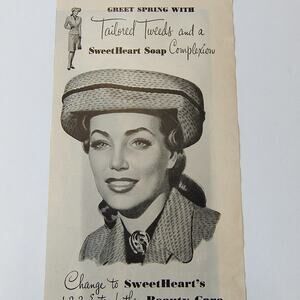 GREET SPRING WITH
Tailored Tweeds and a
SweetHeart Soap Complexion
Change to SweetHeart's
Beauty Care